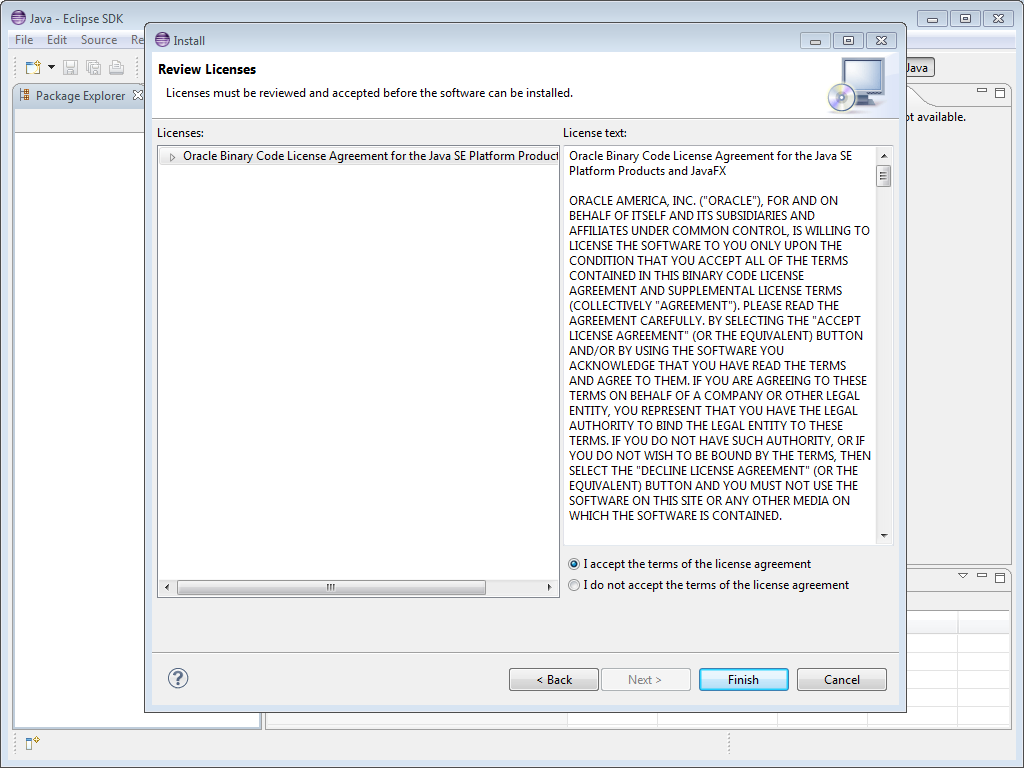 Java - Eclipse SDK
File Edit Source Re
Java
Package Explorer
ot available.
Install
Review Licenses
Licenses must be reviewed and accepted before the software can be installed.
Licenses:
Oracle Binary Code License Agreement for the Java SE Platform Product
License text:
Oracle Binary Code License Agreement for the Java SE
Platform Products and JavaFX
ORACLE AMERICA, INC. ("ORACLE"), FOR AND ON
BEHALF OF ITSELF AND ITS SUBSIDIARIES AND
AFFILIATES UNDER COMMON CONTROL, IS WILLING TO
LICENSE THE SOFTWARE TO YOU ONLY UPON THE
CONDITION THAT YOU ACCEPT ALL OF THE TERMS
CONTAINED IN THIS BINARY CODE LICENSE
AGREEMENT AND SUPPLEMENTAL LICENSE TERMS
(COLLECTIVELY "AGREEMENT"). PLEASE READ THE
AGREEMENT CAREFULLY. BY SELECTING THE "ACCEPT
LICENSE AGREEMENT" (OR THE EQUIVALENT) BUTTON
AND/OR BY USING THE SOFTWARE YOU
ACKNOWLEDGE THAT YOU HAVE READ THE TERMS
AND AGREE TO THEM. IF YOU ARE AGREEING TO THESE
TERMS ON BEHALF OF A COMPANY OR OTHER LEGAL
ENTITY, YOU REPRESENT THAT YOU HAVE THE LEGAL
AUTHORITY TO BIND THE LEGAL ENTITY TO THESE
TERMS. IF YOU DO NOT HAVE SUCH AUTHORITY, OR IF
YOU DO NOT WISH TO BE BOUND BY THE TERMS, THEN
SELECT THE "DECLINE LICENSE AGREEMENT" (OR THE
EQUIVALENT) BUTTON AND YOU MUST NOT USE THE
SOFTWARE ON THIS SITE OR ANY OTHER MEDIA ON
WHICH THE SOFTWARE IS CONTAINED.
I accept the terms of the license agreement
I do not accept the terms of the license agreement
< Back Next > Finish Cancel